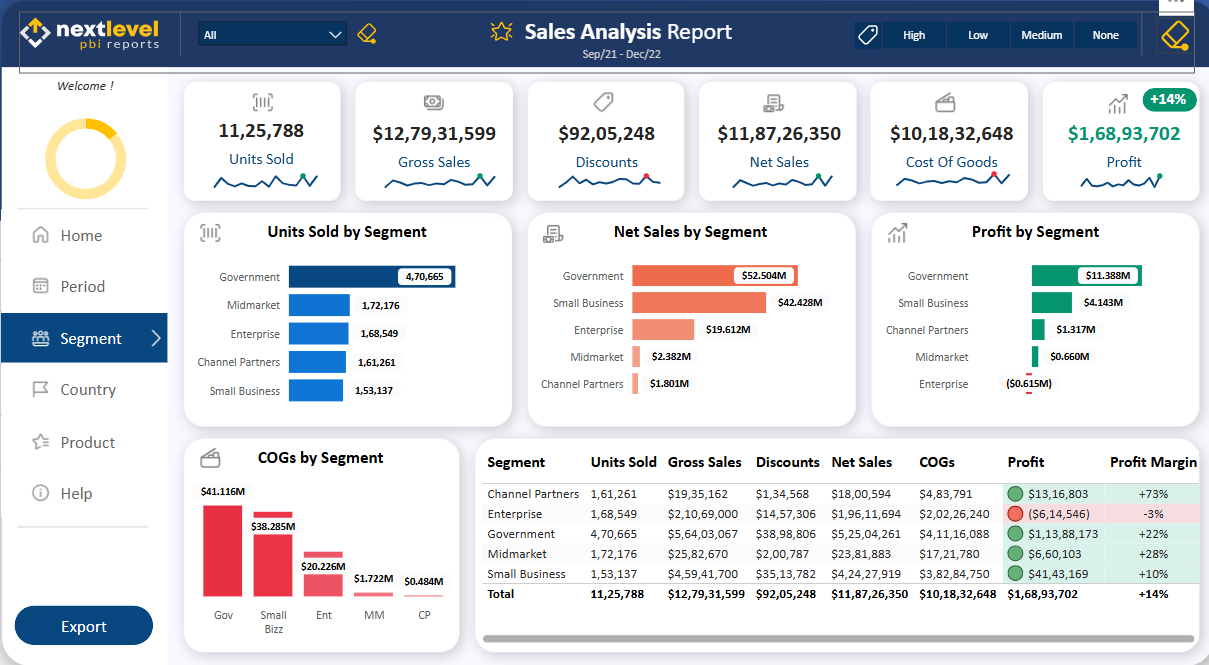 nextlevel
pbi reports
All
Sales Analysis Report
Sep/21 - Dec/22
High
Low
Medium
None
Welcome !
Home
Period
Segment
Country
Product
Help
Export
11,25,788
Units Sold
$12,79,31,599
Gross Sales
$92,05,248
Discounts
$11,87,26,350
Net Sales
$10,18,32,648
Cost Of Goods
+14%
$1,68,93,702
Profit
Units Sold by Segment
Government 4,70,665
Midmarket 1,72,176
Enterprise 1,68,549
Channel Partners 1,61,261
Small Business 1,53,137
Net Sales by Segment
Government $52.504M
Small Business $42.428M
Enterprise $19.612M
Midmarket $2.382M
Channel Partners $1.801M
Profit by Segment
Government $11.388M
Small Business $4.143M
Channel Partners $1.317M
Midmarket $0.660M
Enterprise ($0.615M)
COGs by Segment
$41.116M
$38.285M
$20.226M
$1.722M
$0.484M
Gov
Small
Bizz
Ent
MM
CP
Segment Units Sold Gross Sales Discounts Net Sales COGs Profit Profit Margin
Channel Partners 1,61,261 $19,35,162 $1,34,568 $18,00,594 $4,83,791 $13,16,803 +73%
Enterprise 1,68,549 $2,10,69,000 $14,57,306 $1,96,11,694 $2,02,26,240 ($6,14,546) -3%
Government 4,70,665 $5,64,03,067 $38,98,806 $5,25,04,261 $4,11,16,088 $1,13,88,173 +22%
Midmarket 1,72,176 $25,82,670 $2,00,787 $23,81,883 $17,21,780 $6,60,103 +28%
Small Business 1,53,137 $4,59,41,700 $35,13,782 $4,24,27,919 $3,82,84,750 $41,43,169 +10%
Total 11,25,788 $12,79,31,599 $92,05,248 $11,87,26,350 $10,18,32,648 $1,68,93,702 +14%